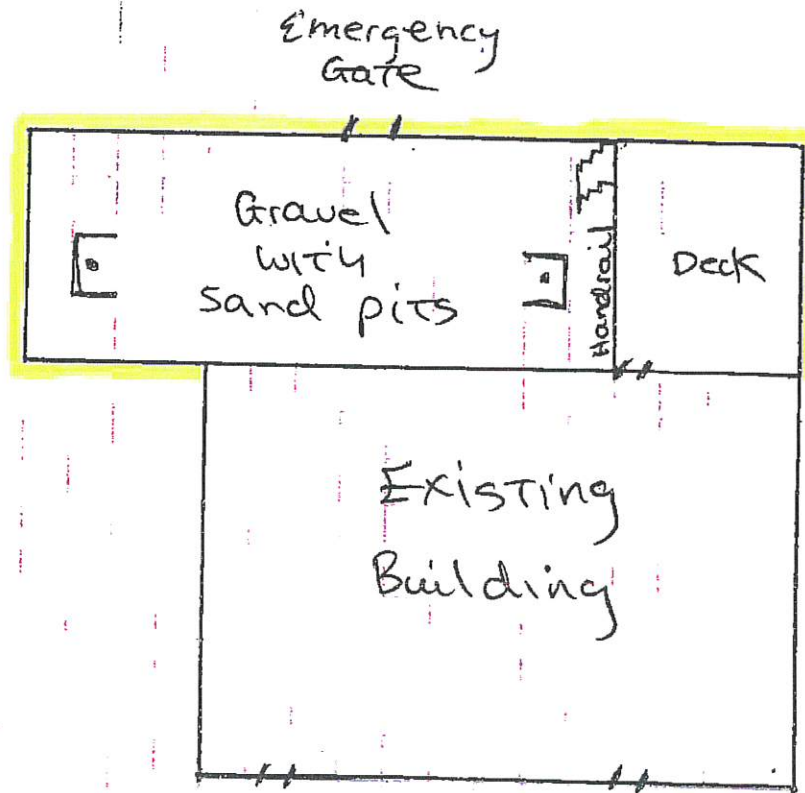 Emergency
Gate
Gravel
with
Sand pits
Handrail
Deck
Existing
Building